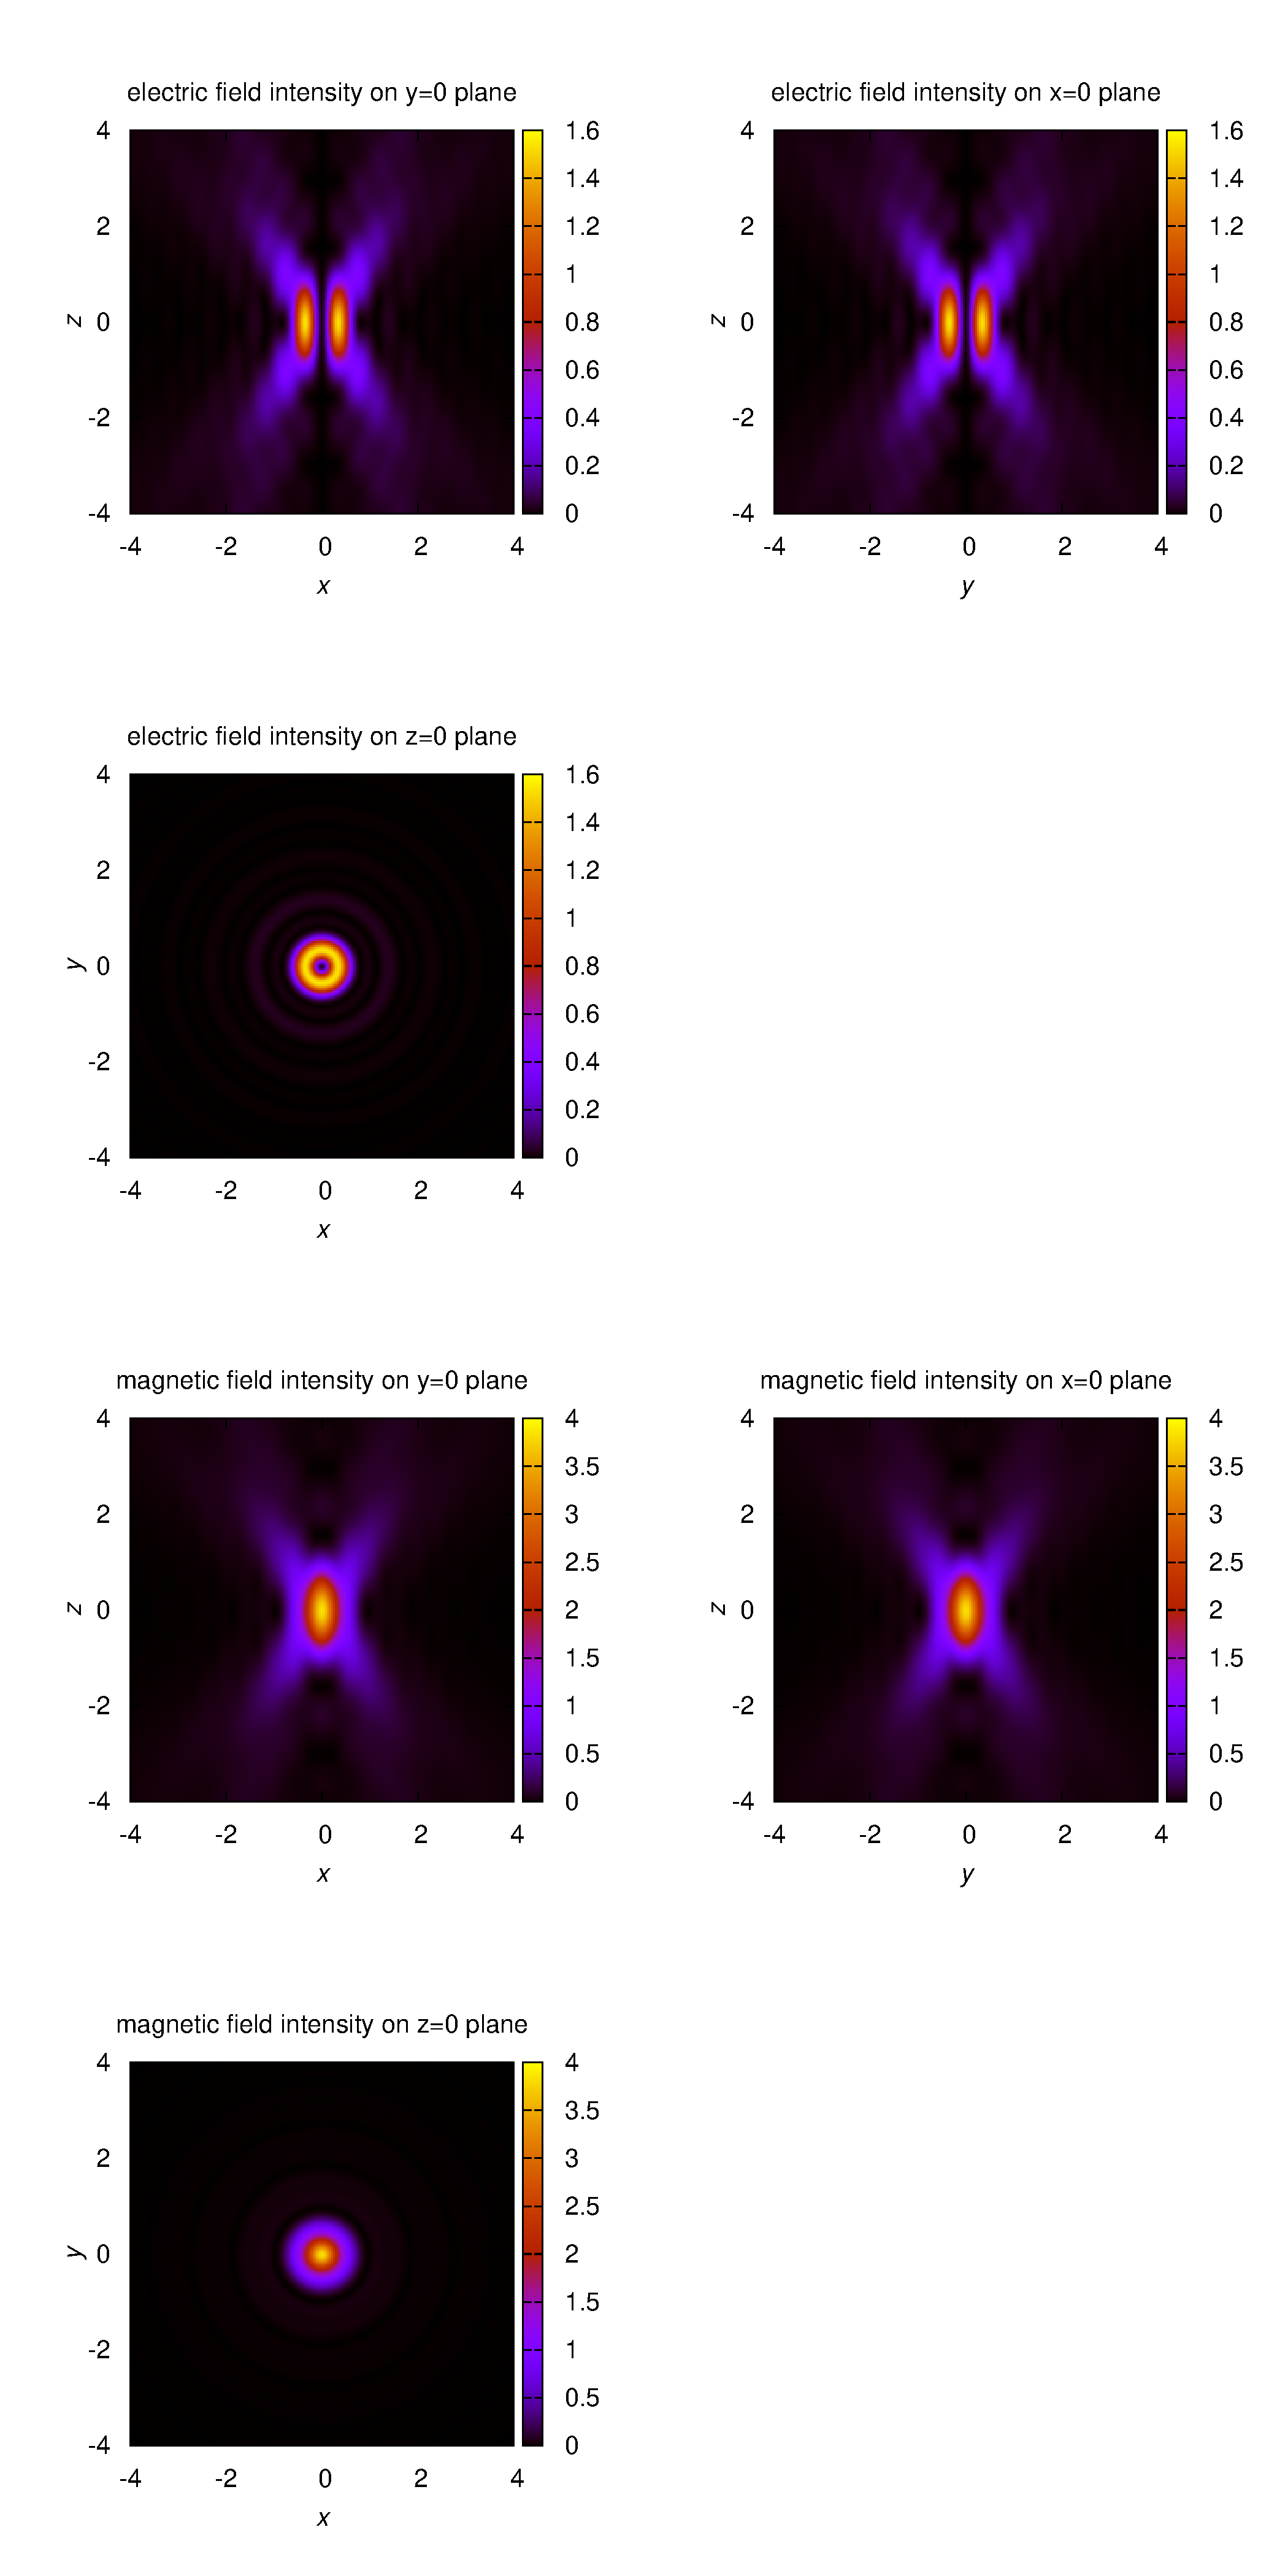 electric field intensity on y=0 plane
electric field intensity on x=0 plane
4 1.6 4 1.6
1.4 1.4
2 1.2 2 1.2
1 1
z 0 0.8 z 0 0.8
0.6 0.6
-2 0.4 -2 0.4
0.2 0.2
-4 0 -4 0
-4 -2 0 2 4 -4 -2 0 2 4
x y
electric field intensity on z=0 plane
4 1.6
1.4
2 1.2
1
y 0 0.8
0.6
-2 0.4
0.2
-4 0
-4 -2 0 2 4
x
magnetic field intensity on y=0 plane
magnetic field intensity on x=0 plane
4 4 4 4
3.5 3.5
2 3 2 3
2.5 2.5
z 0 2 z 0 2
1.5 1.5
-2 1 -2 1
0.5 0.5
-4 0 -4 0
-4 -2 0 2 4 -4 -2 0 2 4
x y
magnetic field intensity on z=0 plane
4 4
3.5
2 3
2.5
y 0 2
1.5
-2 1
0.5
-4 0
-4 -2 0 2 4
x